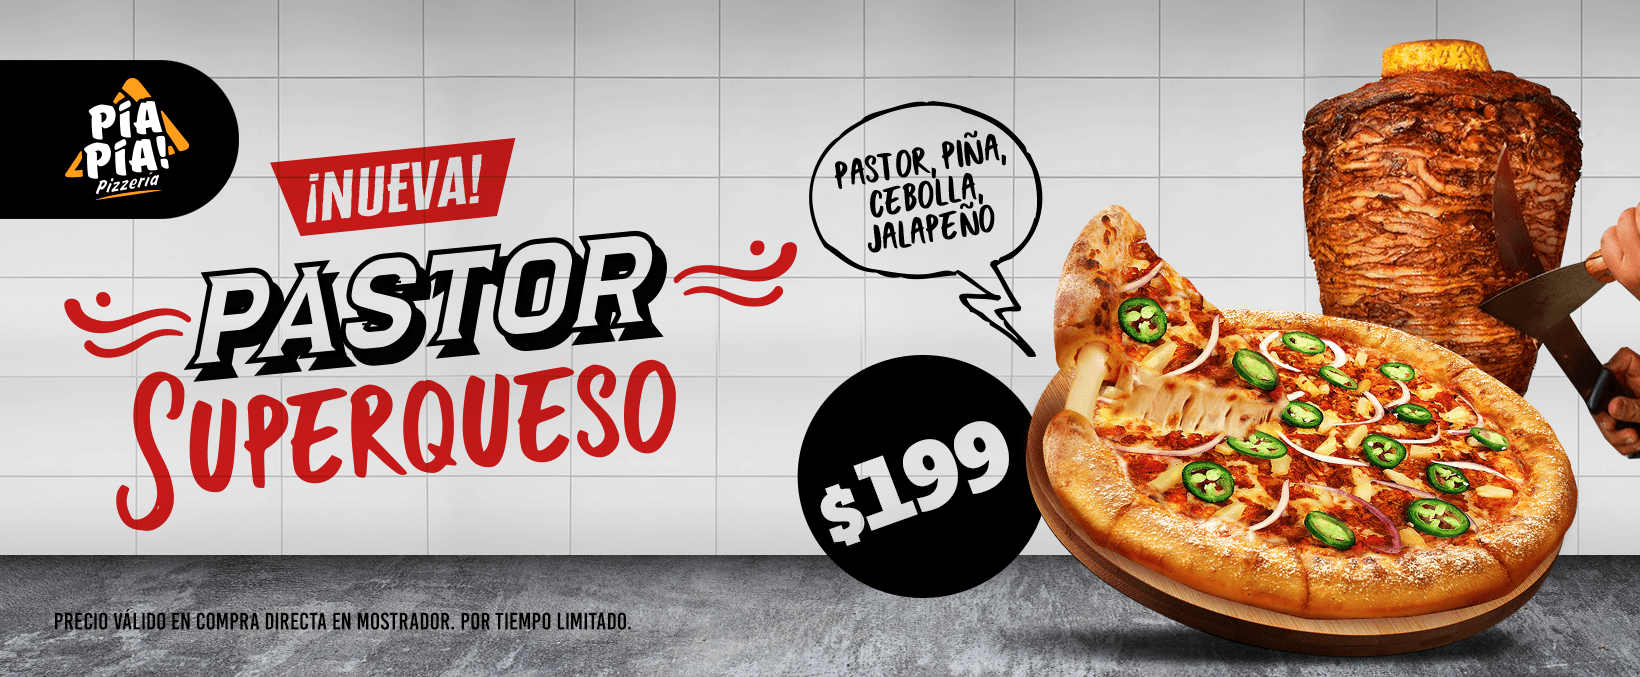 PÍA
PÍA!
Pizzería
¡NUEVA!
PASTOR
SUPERQUESO
PASTOR, PIÑA,
CEBOLLA,
JALAPEÑO
$199
PRECIO VÁLIDO EN COMPRA DIRECTA EN MOSTRADOR. POR TIEMPO LIMITADO.